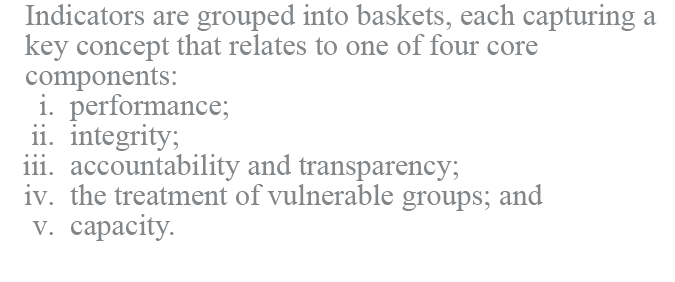 Indicators are grouped into baskets, each capturing a
key concept that relates to one of four core
components:
i. performance;
ii. integrity;
iii. accountability and transparency;
iv. the treatment of vulnerable groups; and
v. capacity.